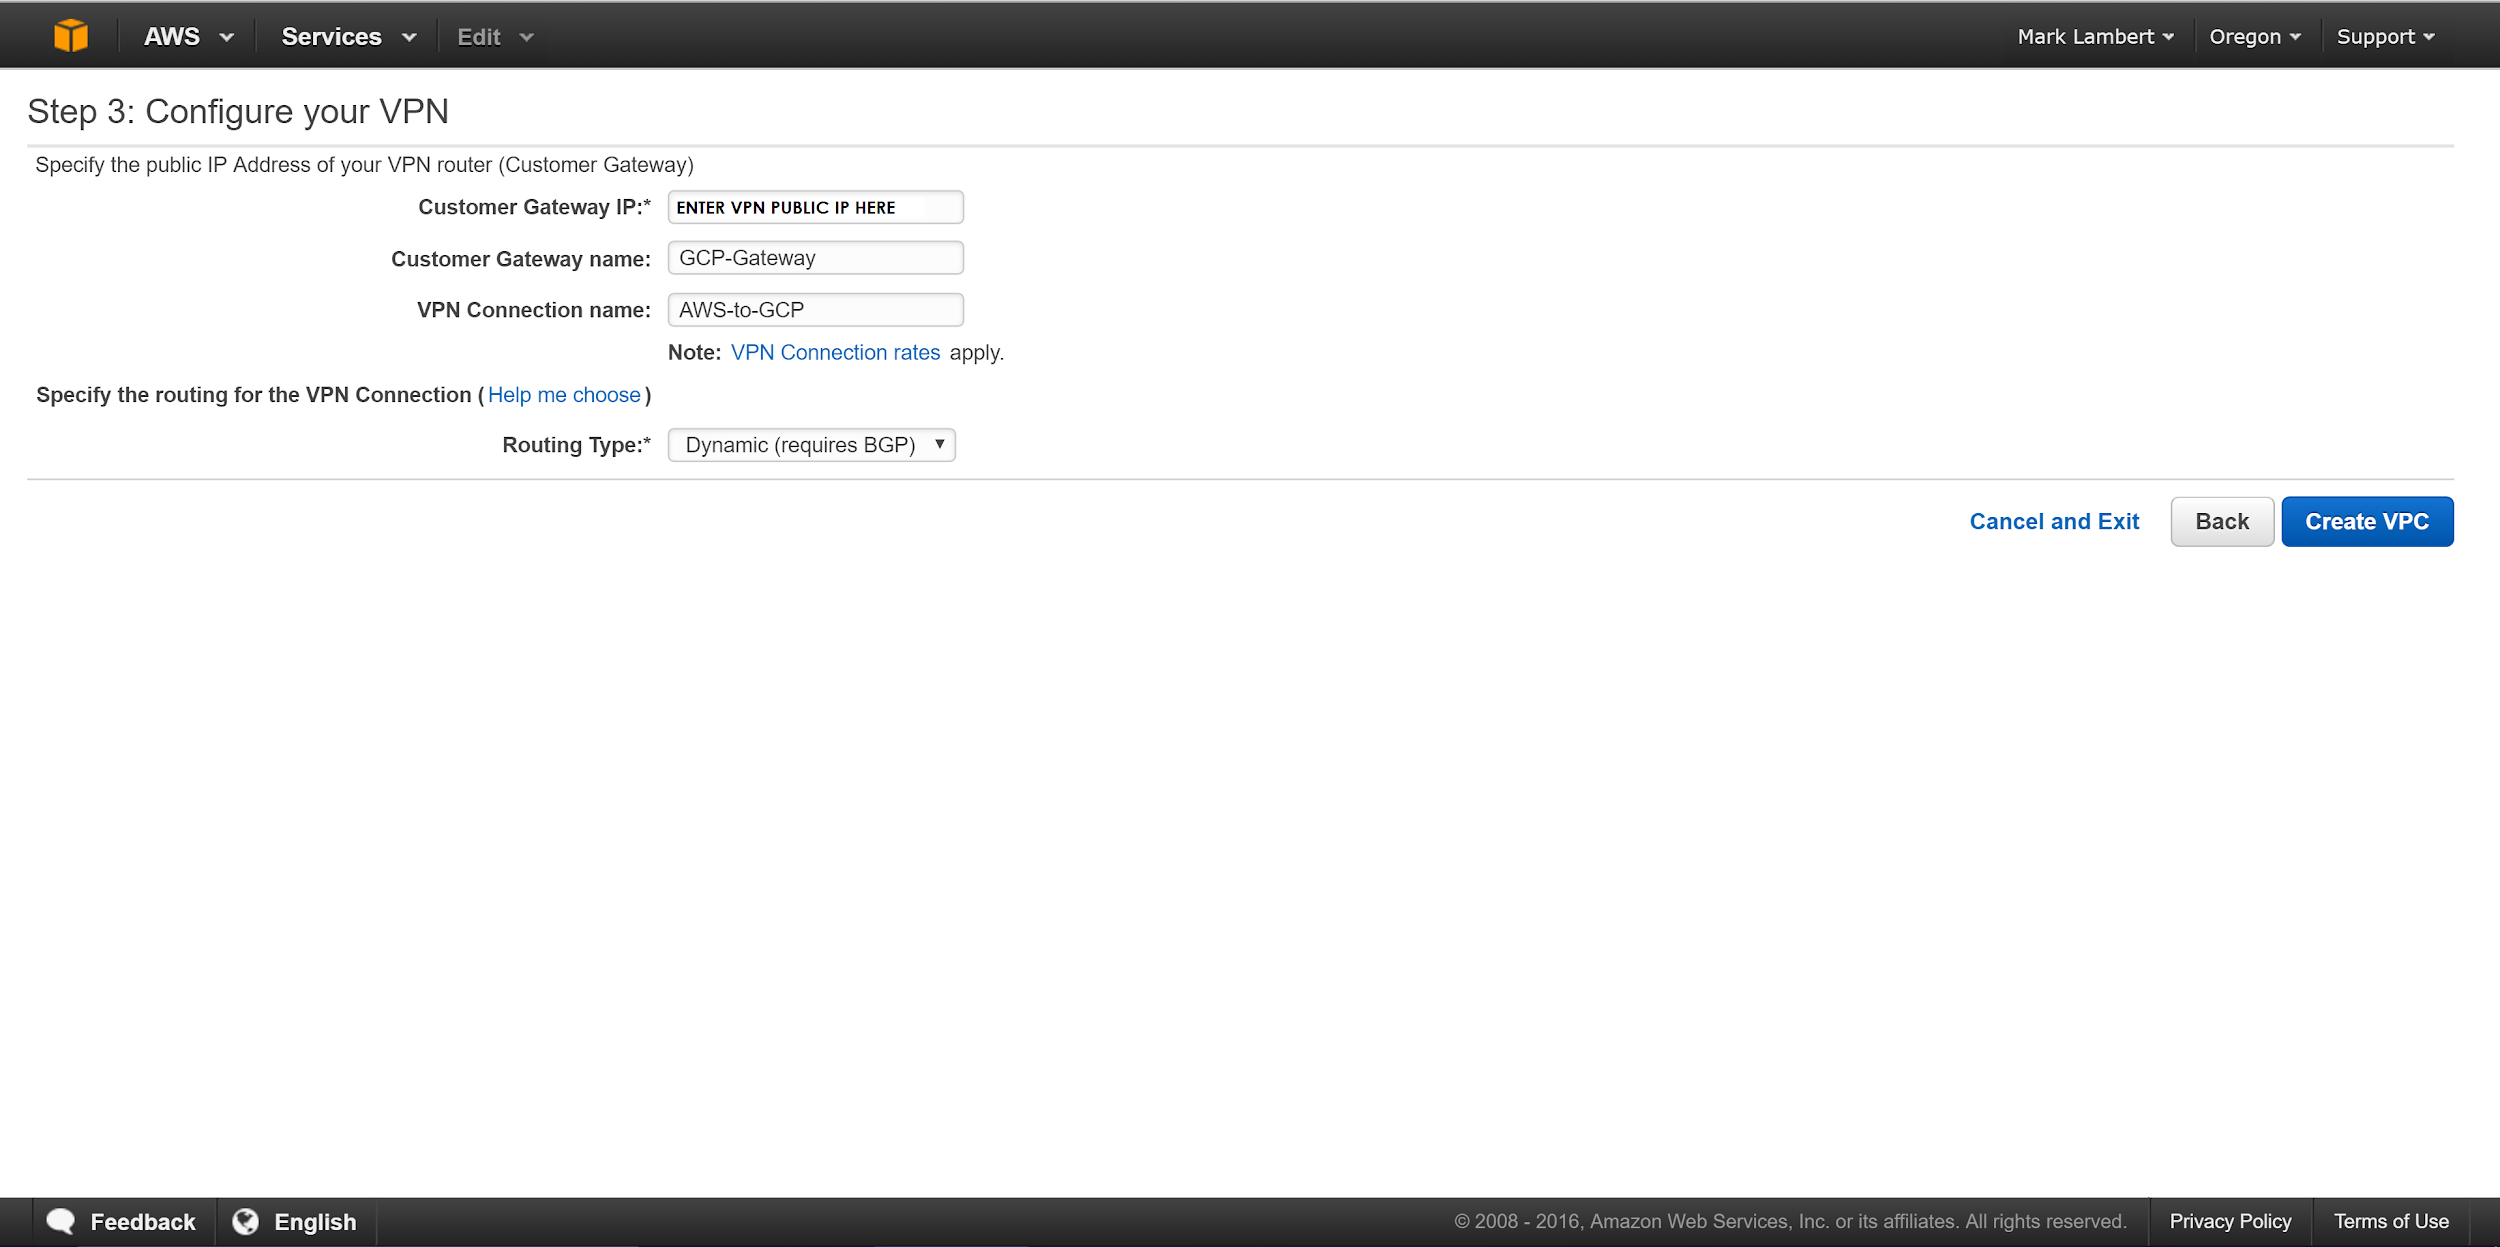 AWS Services Edit Mark Lambert Oregon Support
Step 3: Configure your VPN
Specify the public IP Address of your VPN router (Customer Gateway)
Customer Gateway IP:* ENTER VPN PUBLIC IP HERE
Customer Gateway name: GCP-Gateway
VPN Connection name: AWS-to-GCP
Note: VPN Connection rates apply.
Specify the routing for the VPN Connection (Help me choose)
Routing Type:* Dynamic (requires BGP)
Cancel and Exit Back Create VPC
Feedback English © 2008 - 2016, Amazon Web Services, Inc. or its affiliates. All rights reserved. Privacy Policy Terms of Use